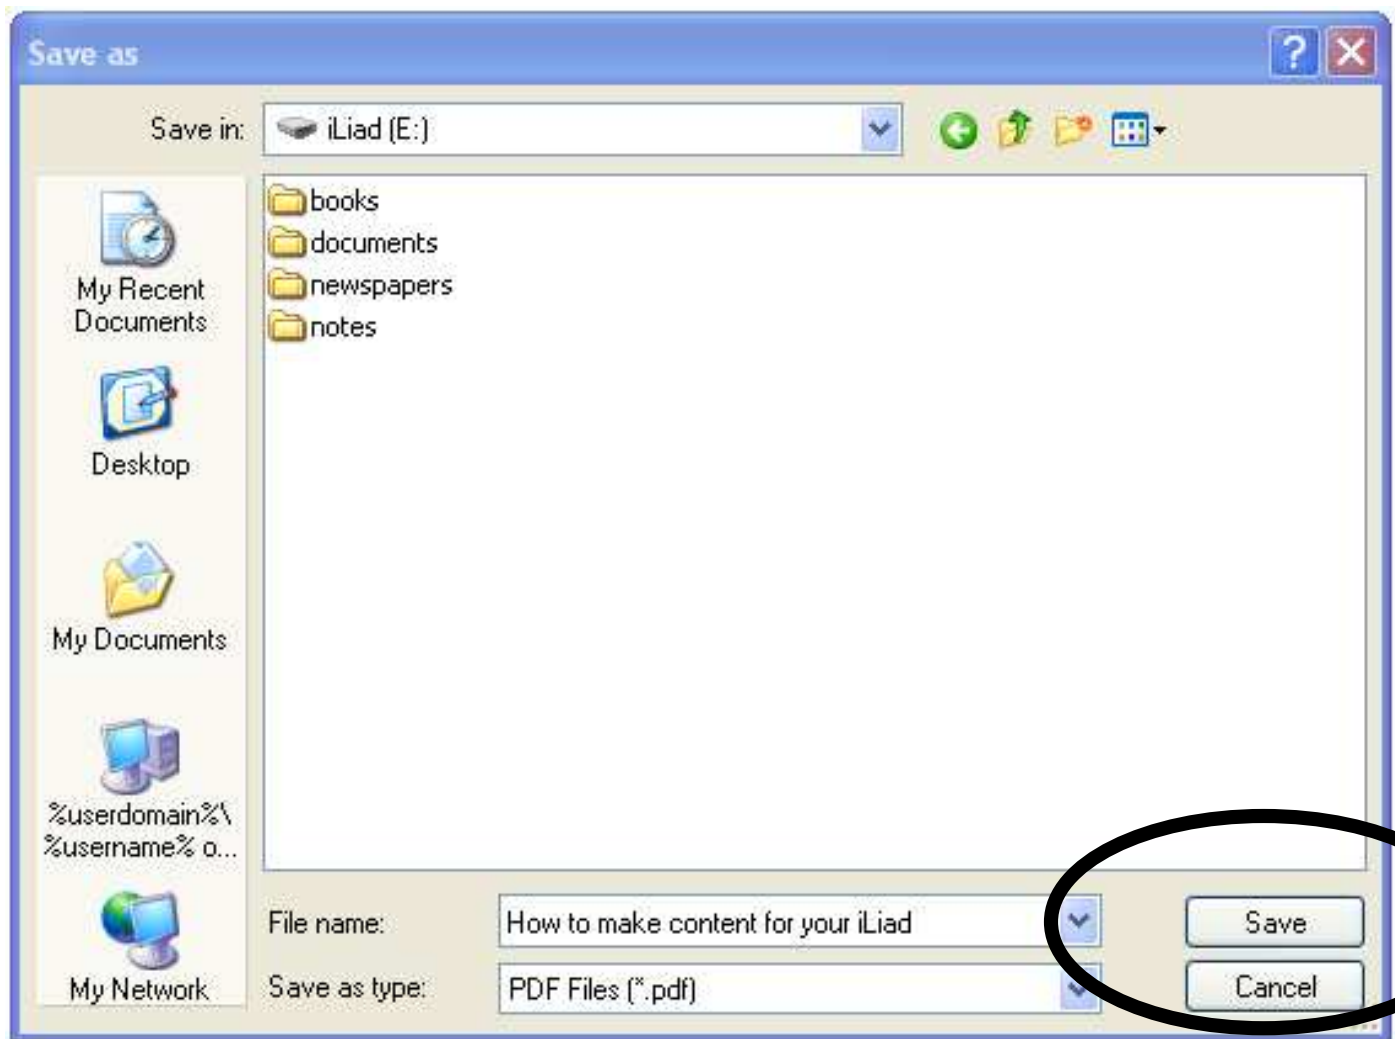 Save as
?
Save in:
iLiad (E:)
My Recent
Documents
Desktop
My Documents
%userdomain%\
%username% o...
My Network
books
documents
newspapers
notes
File name:
How to make content for your iLiad
Save
Save as type:
PDF Files (*.pdf)
Cancel